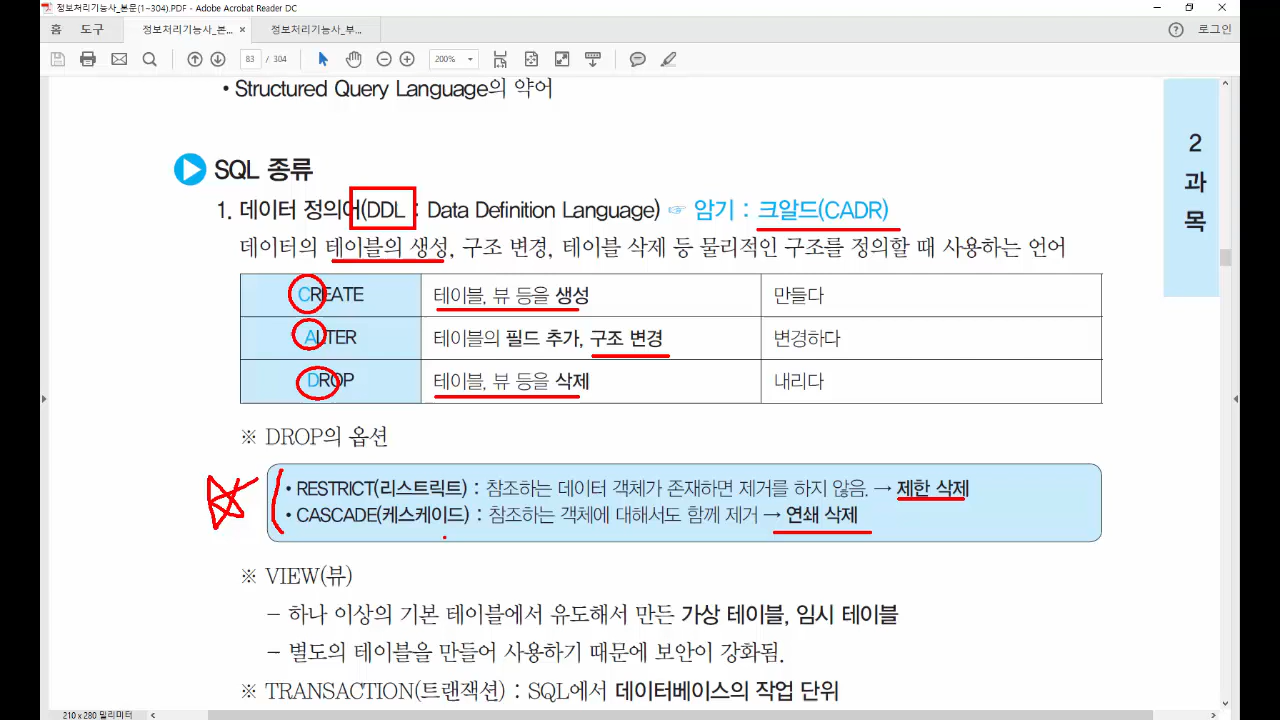 정보처리기능사_본문(1-304).PDF - Adobe Acrobat Reader DC
홈 도구 정보처리기능사_본... × 정보처리기능사_부...
로그인
83 / 304 200%
• Structured Query Language의 약어
SQL 종류
1. 데이터 정의어(DDL : Data Definition Language) ☞ 암기 : 크알드(CADR)
데이터의 테이블의 생성, 구조 변경, 테이블 삭제 등 물리적인 구조를 정의할 때 사용하는 언어
CREATE 테이블, 뷰 등을 생성 만들다
ALTER 테이블의 필드 추가, 구조 변경 변경하다
DROP 테이블, 뷰 등을 삭제 내리다
※ DROP의 옵션
• RESTRICT(리스트릭트) : 참조하는 데이터 객체가 존재하면 제거를 하지 않음. → 제한 삭제
• CASCADE(케스케이드) : 참조하는 객체에 대해서도 함께 제거 → 연쇄 삭제
※ VIEW(뷰)
- 하나 이상의 기본 테이블에서 유도해서 만든 가상 테이블, 임시 테이블
- 별도의 테이블을 만들어 사용하기 때문에 보안이 강화됨.
※ TRANSACTION(트랜잭션) : SQL에서 데이터베이스의 작업 단위
2
과
목
210 x 280 밀리미터